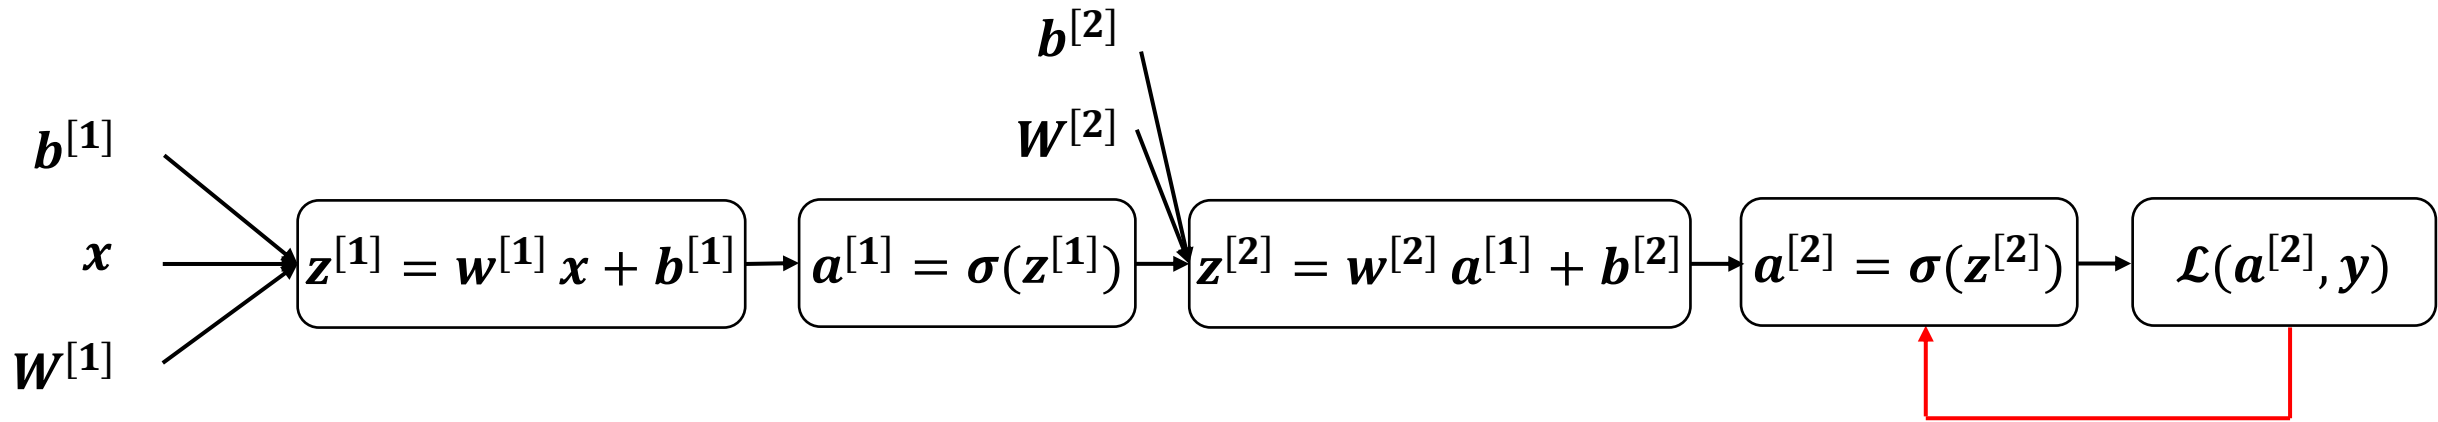 b^[2]
W^[2]
b^[1]
x
W^[1]
z^[1] = w^[1] x + b^[1]
a^[1] = σ(z^[1])
z^[2] = w^[2] a^[1] + b^[2]
a^[2] = σ(z^[2])
ℒ(a^[2], y)